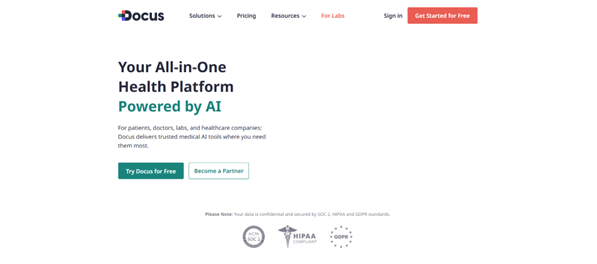 Docus
Solutions
Pricing
Resources
For Labs
Sign in
Get Started for Free
Your All-in-One
Health Platform
Powered by AI
For patients, doctors, labs, and healthcare companies:
Docus delivers trusted medical AI tools where you need
them most.
Try Docus for Free
Become a Partner
Please Note: Your data is confidential and secured by SOC 2, HIPAA and GDPR standards.
AICPA
SOC 2
HIPAA
COMPLIANT
GDPR